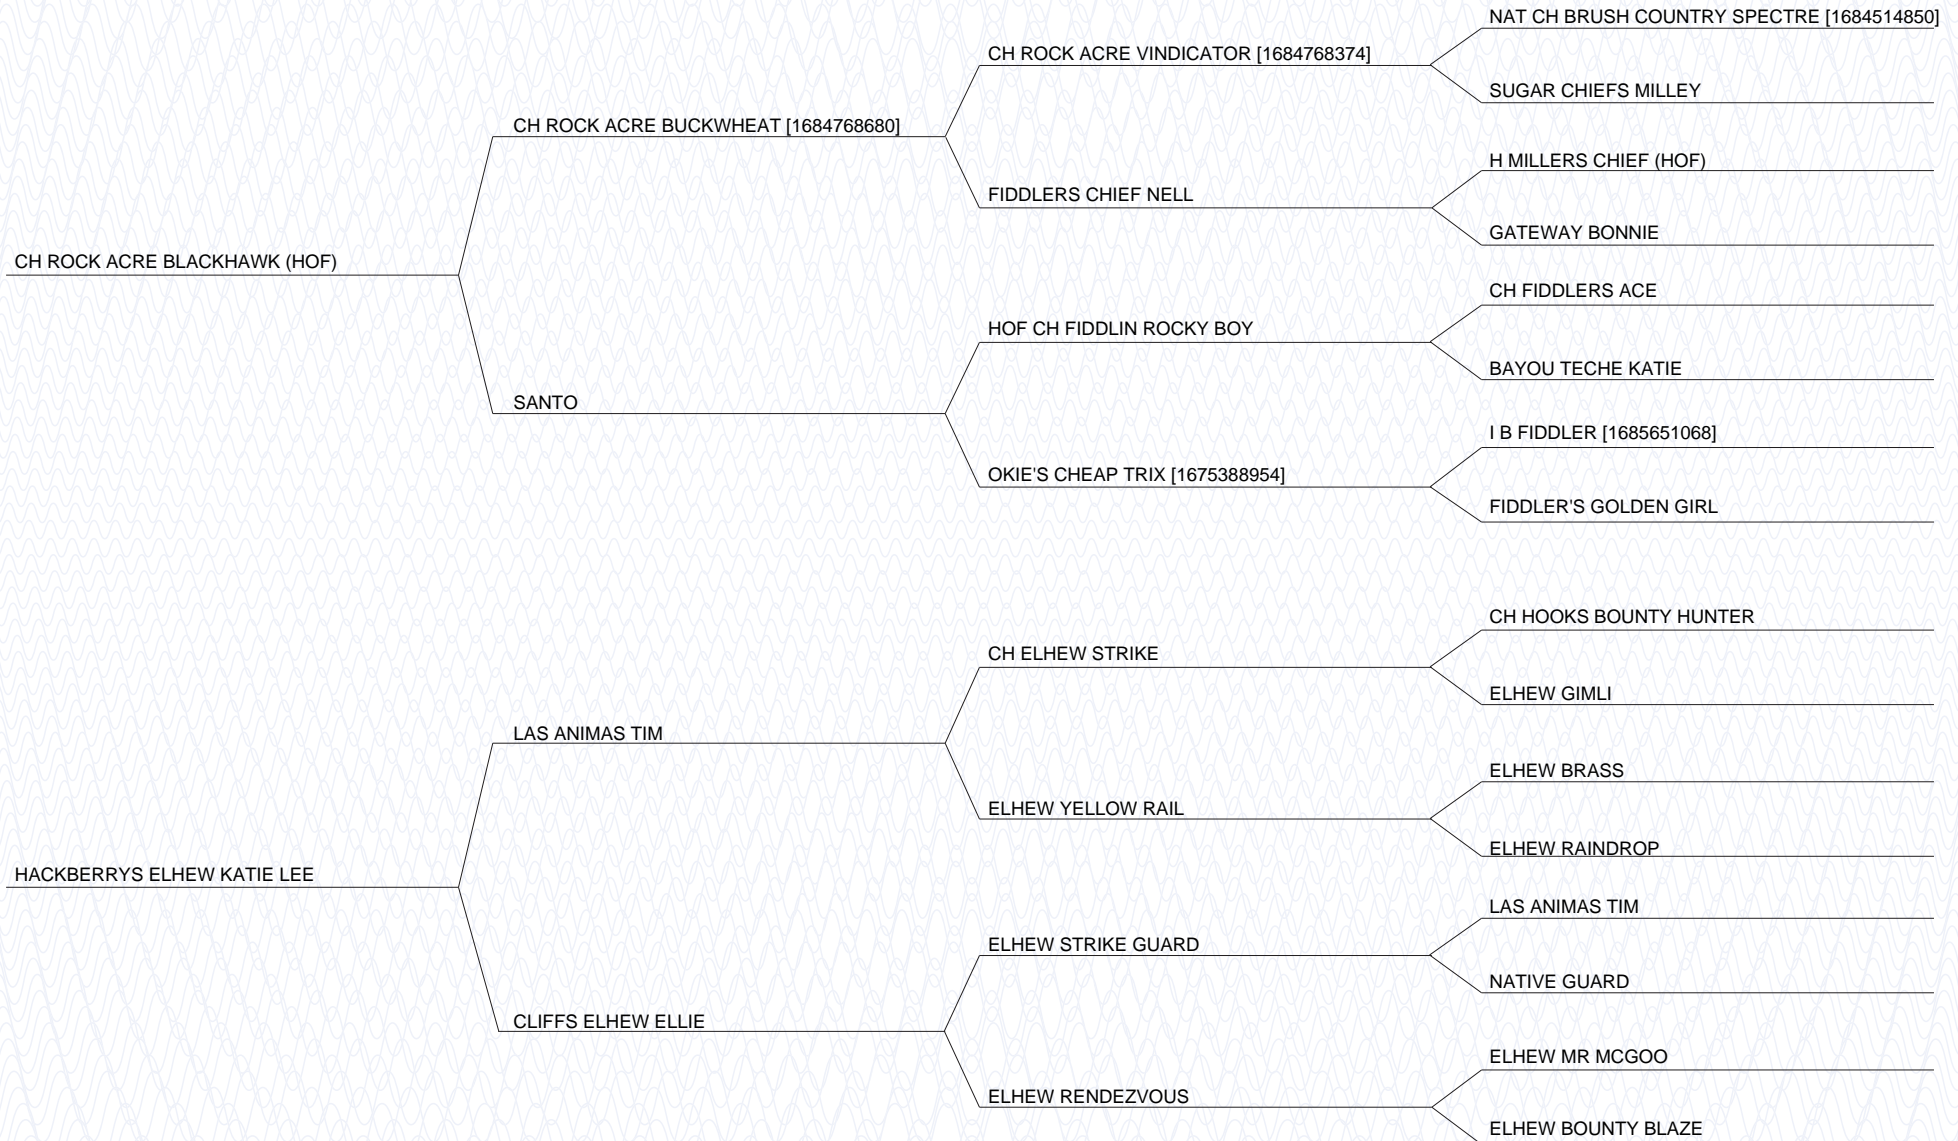 NAT CH BRUSH COUNTRY SPECTRE [1684514850]
CH ROCK ACRE VINDICATOR [1684768374]
SUGAR CHIEFS MILLEY
CH ROCK ACRE BUCKWHEAT [1684768680]
H MILLERS CHIEF (HOF)
FIDDLERS CHIEF NELL
GATEWAY BONNIE
CH ROCK ACRE BLACKHAWK (HOF)
CH FIDDLERS ACE
HOF CH FIDDLIN ROCKY BOY
BAYOU TECHE KATIE
SANTO
I B FIDDLER [1685651068]
OKIE'S CHEAP TRIX [1675388954]
FIDDLER'S GOLDEN GIRL
CH HOOKS BOUNTY HUNTER
CH ELHEW STRIKE
ELHEW GIMLI
LAS ANIMAS TIM
ELHEW BRASS
ELHEW YELLOW RAIL
ELHEW RAINDROP
HACKBERRYS ELHEW KATIE LEE
LAS ANIMAS TIM
ELHEW STRIKE GUARD
NATIVE GUARD
CLIFFS ELHEW ELLIE
ELHEW MR MCGOO
ELHEW RENDEZVOUS
ELHEW BOUNTY BLAZE